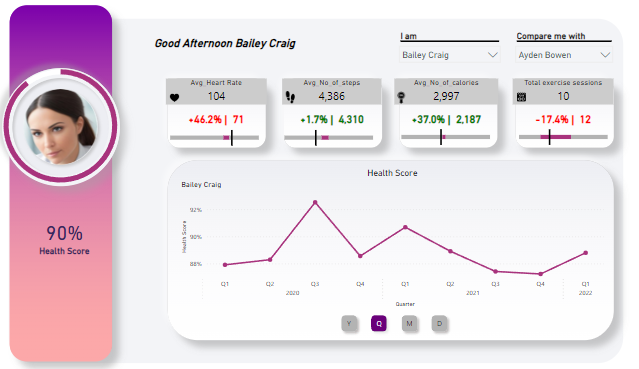 I am
Compare me with
Good Afternoon Bailey Craig
Bailey Craig
Ayden Bowen
Avg Heart Rate
104
+46.2% | 71
Avg No of steps
4,386
+1.7% | 4,310
Avg No of calories
2,997
+37.0% | 2,187
Total exercise sessions
10
-17.4% | 12
90%
Health Score
Health Score
Bailey Craig
Health Score
92%
90%
88%
Q1 Q2 Q3 Q4 Q1 Q2 Q3 Q4 Q1
2020 2021 2022
Quarter
Y Q M D